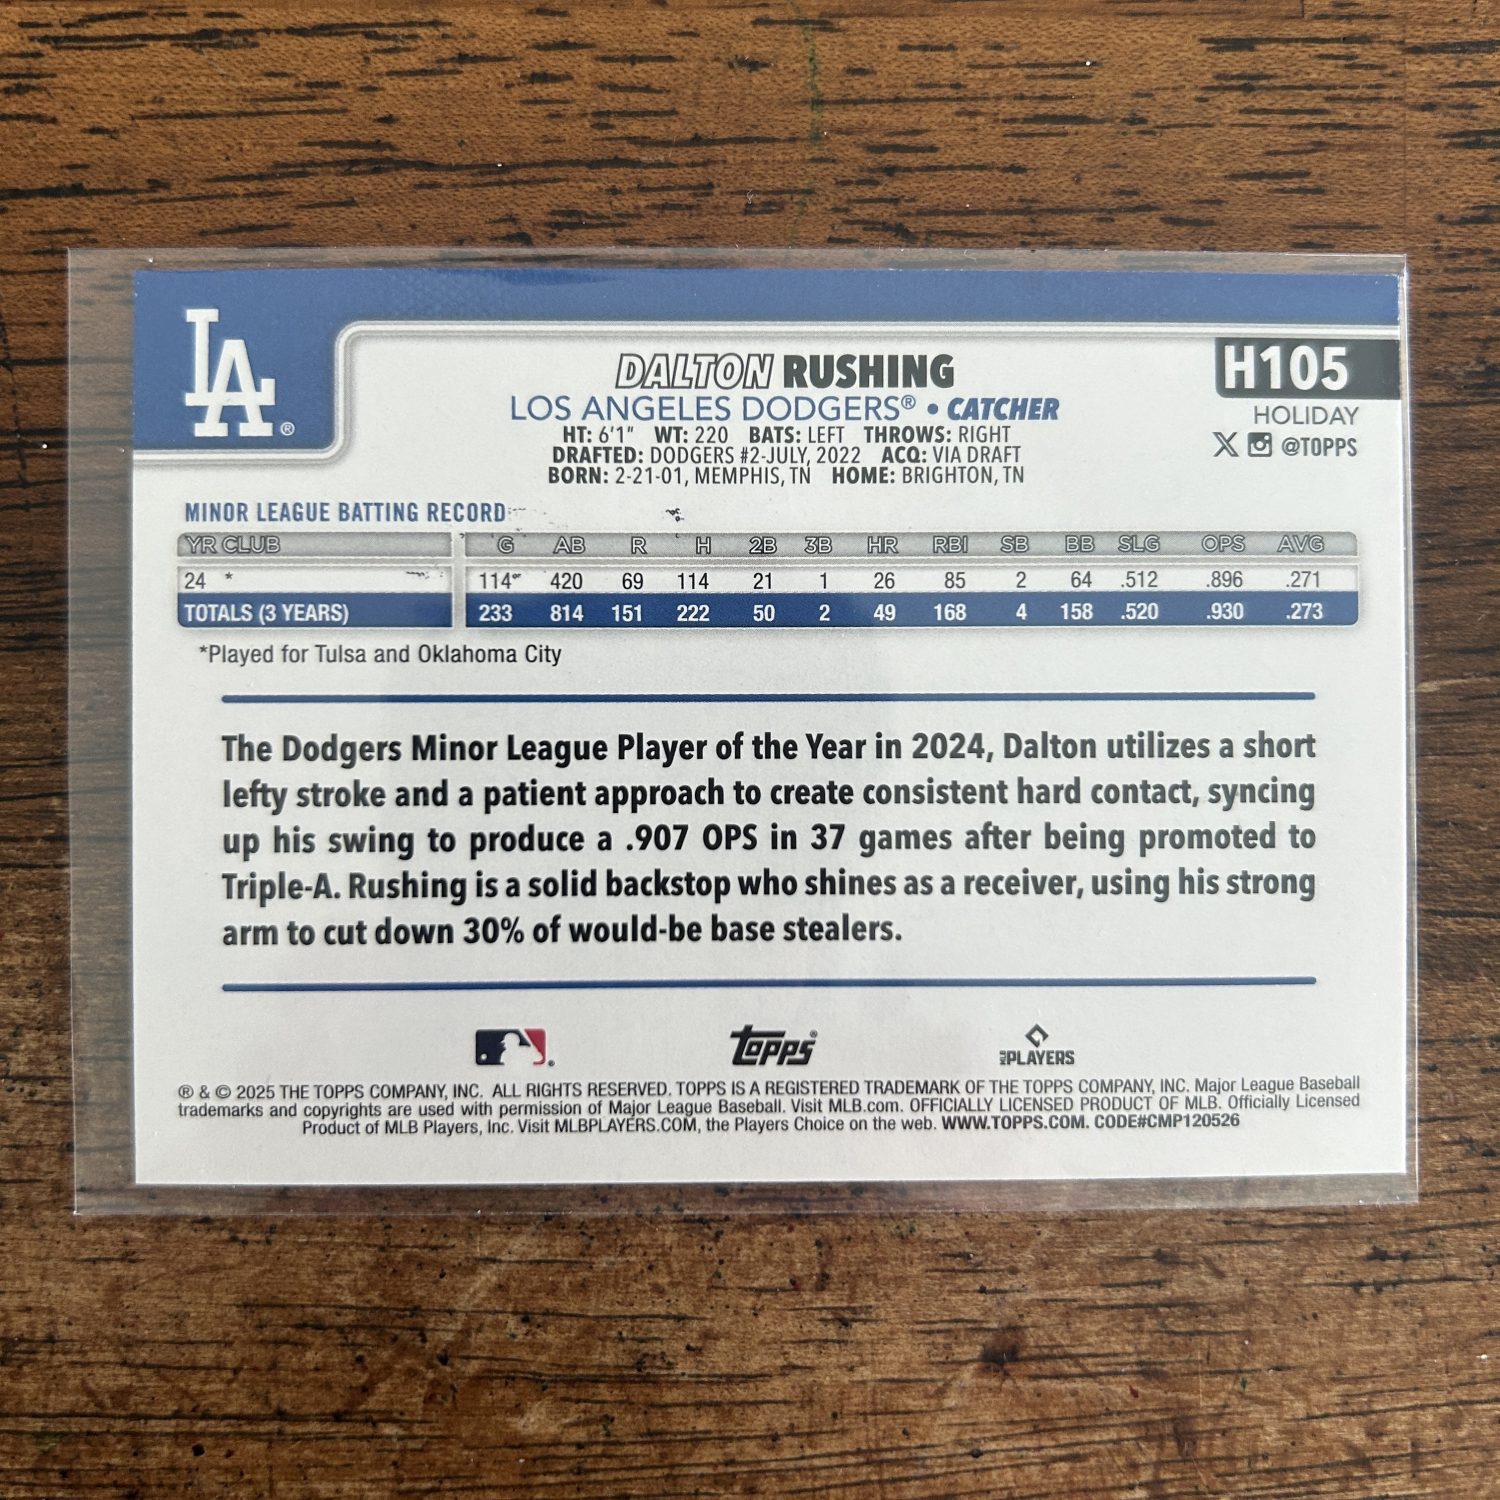 LA®
DALTON RUSHING
H105
LOS ANGELES DODGERS® • CATCHER
HOLIDAY
HT: 6'1" WT: 220 BATS: LEFT THROWS: RIGHT
@TOPPS
DRAFTED: DODGERS #2-JULY, 2022 ACQ: VIA DRAFT
BORN: 2-21-01, MEMPHIS, TN HOME: BRIGHTON, TN
MINOR LEAGUE BATTING RECORD
YR CLUB G AB R H 2B 3B HR RBI SB BB SLG OPS AVG
24 * 114 420 69 114 21 1 26 85 2 64 .512 .896 .271
TOTALS (3 YEARS) 233 814 151 222 50 2 49 168 4 158 .520 .930 .273
*Played for Tulsa and Oklahoma City
The Dodgers Minor League Player of the Year in 2024, Dalton utilizes a short
lefty stroke and a patient approach to create consistent hard contact, syncing
up his swing to produce a .907 OPS in 37 games after being promoted to
Triple-A. Rushing is a solid backstop who shines as a receiver, using his strong
arm to cut down 30% of would-be base stealers.
Topps® MLB PLAYERS
® & © 2025 THE TOPPS COMPANY, INC. ALL RIGHTS RESERVED. TOPPS IS A REGISTERED TRADEMARK OF THE TOPPS COMPANY, INC. Major League Baseball
trademarks and copyrights are used with permission of Major League Baseball. Visit MLB.com. OFFICIALLY LICENSED PRODUCT OF MLB. Officially Licensed
Product of MLB Players, Inc. Visit MLBPLAYERS.COM, the Players Choice on the web. WWW.TOPPS.COM. CODE#CMP120526